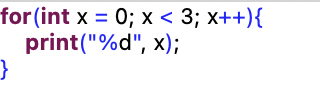 for(int x = 0; x < 3; x++){
    print("%d", x);
}